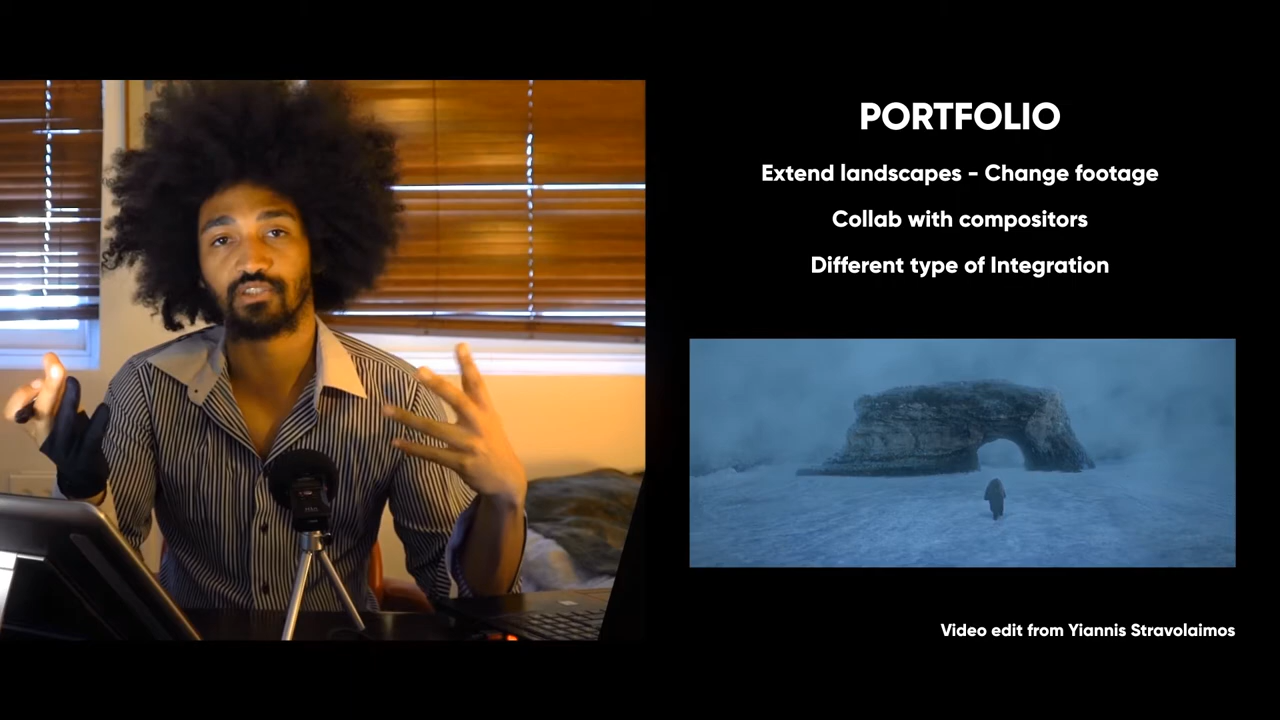 PORTFOLIO
Extend landscapes - Change footage
Collab with compositors
Different type of Integration
Video edit from Yiannis Stravolaimos